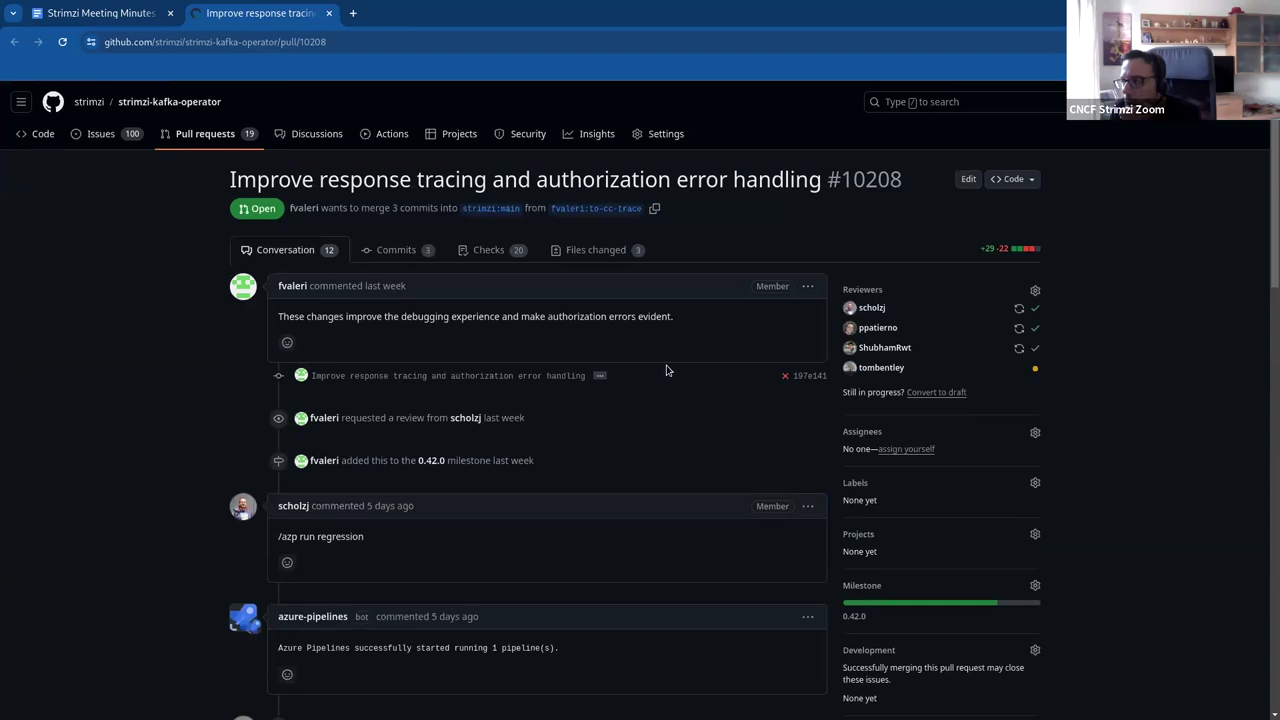 Strimzi Meeting Minutes
Improve response tracing
github.com/strimzi/strimzi-kafka-operator/pull/10208
CNCF Strimzi Zoom
strimzi / strimzi-kafka-operator
Type / to search
Code
Issues 100
Pull requests 19
Discussions
Actions
Projects
Security
Insights
Settings
Improve response tracing and authorization error handling #10208
Edit
<> Code
Open
fvaleri wants to merge 3 commits into strimzi:main from fvaleri:to-cc-trace
Conversation 12
Commits 3
Checks 20
Files changed 3
+29 -22
fvaleri commented last week
Member
These changes improve the debugging experience and make authorization errors evident.
Improve response tracing and authorization error handling
197e141
fvaleri requested a review from scholzj last week
fvaleri added this to the 0.42.0 milestone last week
scholzj commented 5 days ago
Member
/azp run regression
azure-pipelines bot commented 5 days ago
Azure Pipelines successfully started running 1 pipeline(s).
Reviewers
scholzj
ppatierno
ShubhamRwt
tombentley
Still in progress? Convert to draft
Assignees
No one—assign yourself
Labels
None yet
Projects
None yet
Milestone
0.42.0
Development
Successfully merging this pull request may close
these issues.
None yet